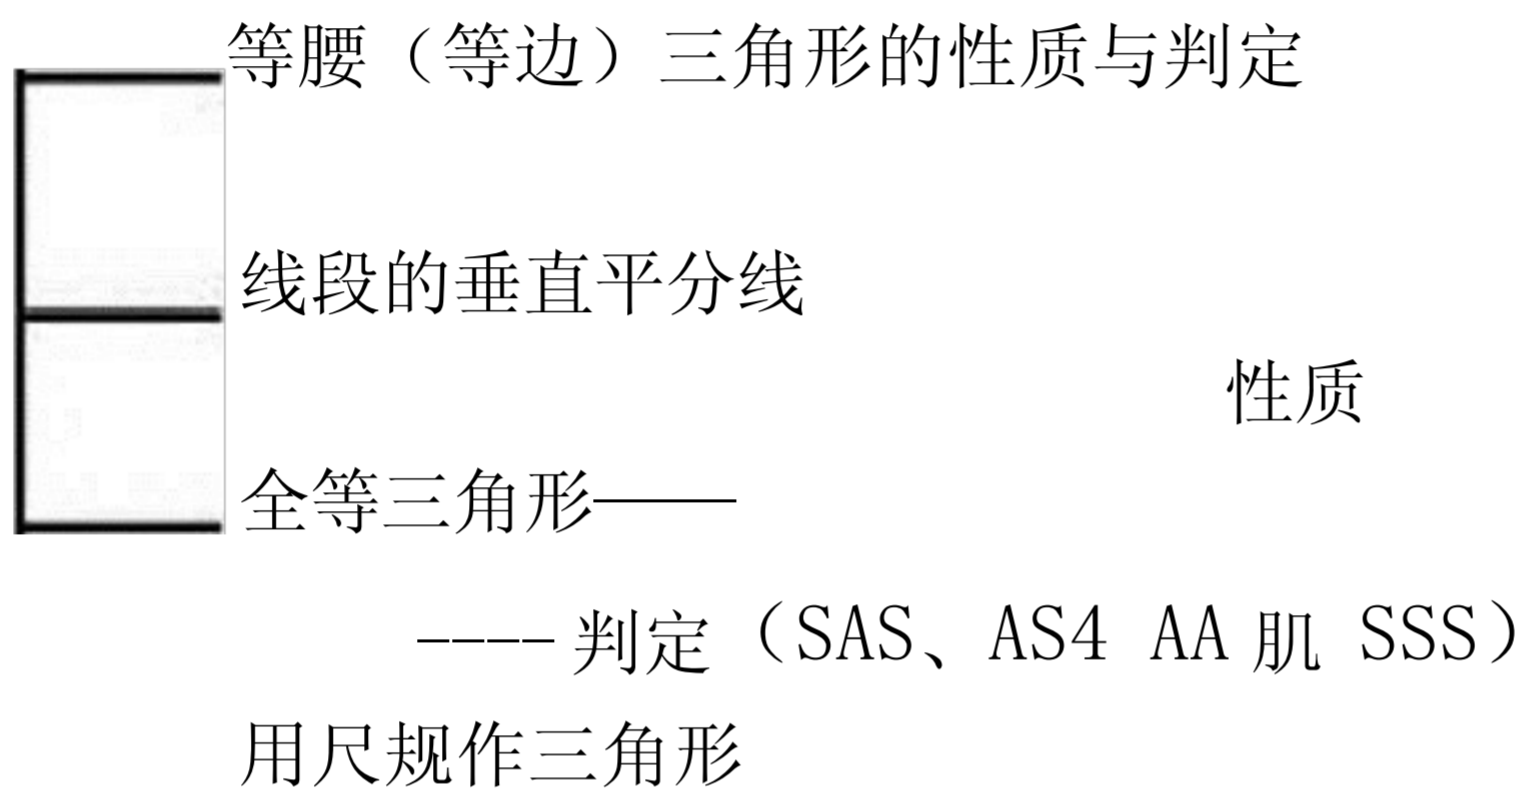 等腰（等边）三角形的性质与判定
线段的垂直平分线
性质
全等三角形——
----判定（SAS、AS4 AA 肌 SSS）
用尺规作三角形